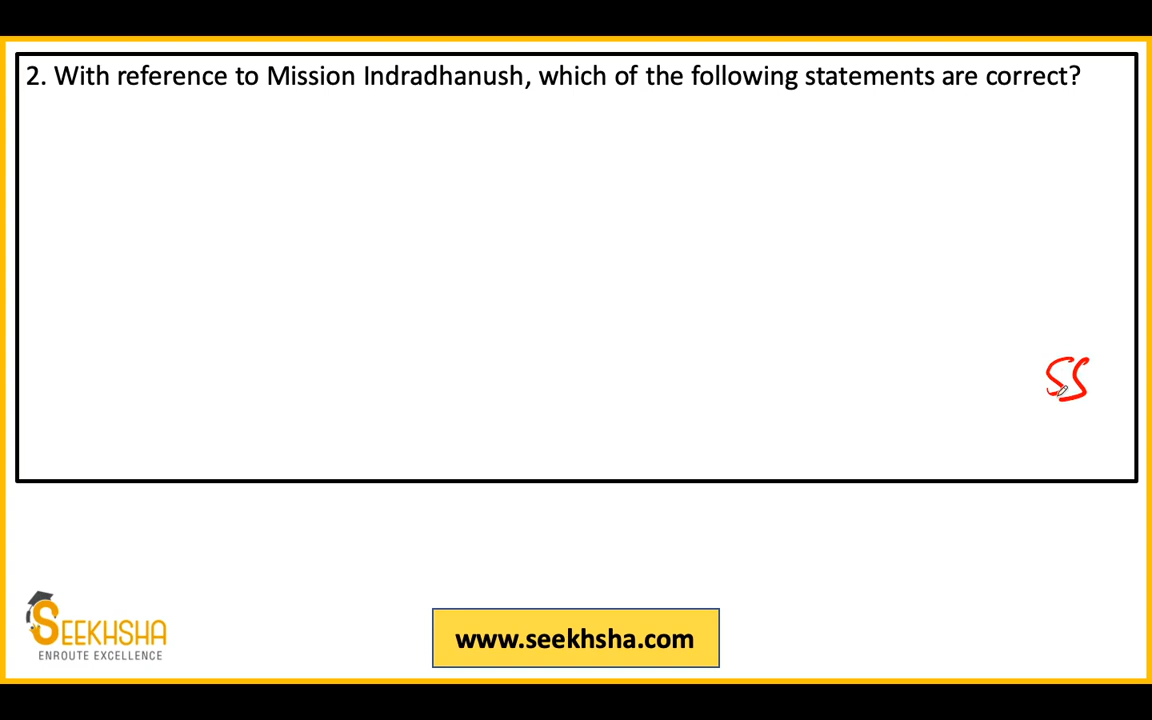 2. With reference to Mission Indradhanush, which of the following statements are correct?
SS
SEEKHSHA
ENROUTE EXCELLENCE
www.seekhsha.com